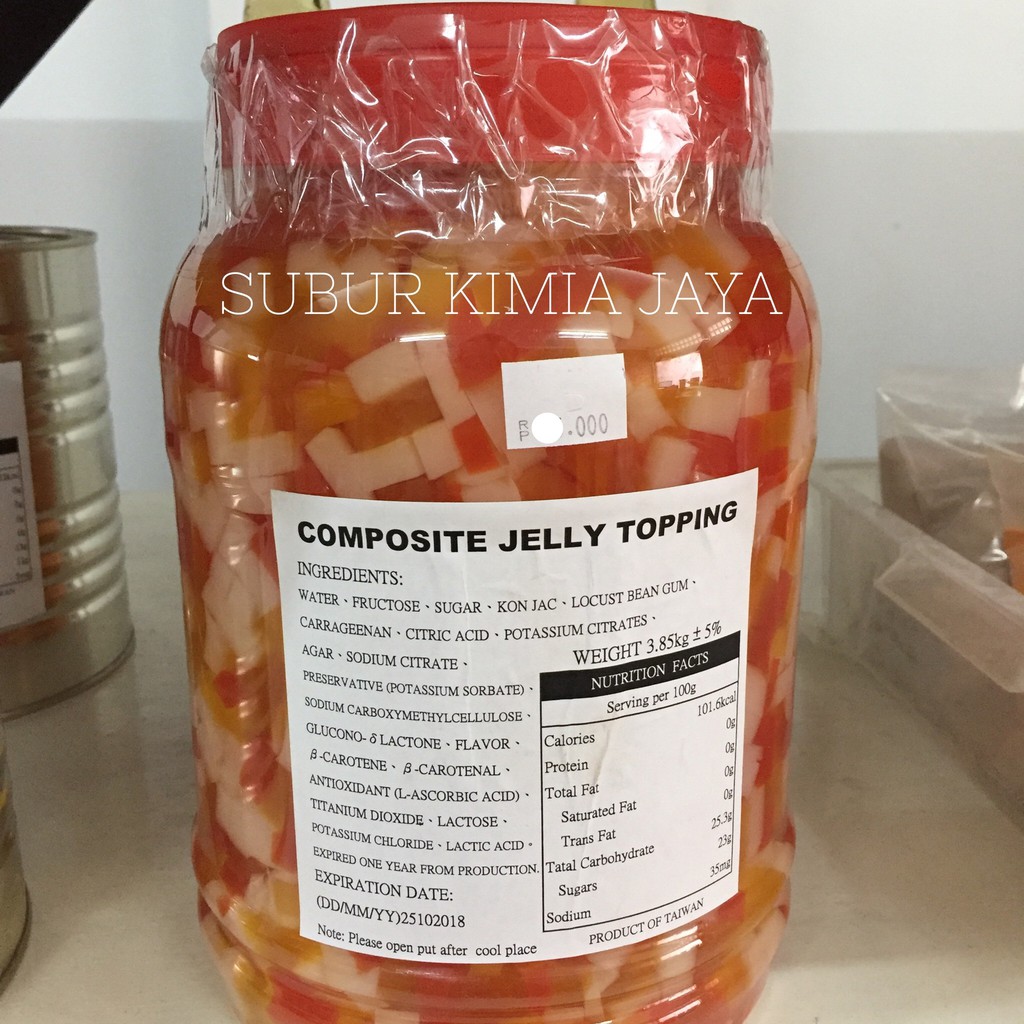 SUBUR KIMIA JAYA
RP .000
COMPOSITE JELLY TOPPING
INGREDIENTS:
WATER、FRUCTOSE、SUGAR、KON JAC、LOCUST BEAN GUM、
CARRAGEENAN、CITRIC ACID、POTASSIUM CITRATES、
AGAR、SODIUM CITRATE、
PRESERVATIVE (POTASSIUM SORBATE)、
SODIUM CARBOXYMETHYLCELLULOSE、
GLUCONO-δ LACTONE、FLAVOR、
β-CAROTENE、β-CAROTENAL、
ANTIOXIDANT (L-ASCORBIC ACID)、
TITANIUM DIOXIDE、LACTOSE、
POTASSIUM CHLORIDE、LACTIC ACID。
EXPIRED ONE YEAR FROM PRODUCTION.
EXPIRATION DATE:
(DD/MM/YY)25102018
Note: Please open put after cool place
WEIGHT 3.85kg ± 5%
NUTRITION FACTS
Serving per 100g
Calories 101.6kcal
Protein 0g
Total Fat 0g
Saturated Fat 0g
Trans Fat 0g
Tatal Carbohydrate 25.3g
Sugars 23g
Sodium 35mg
PRODUCT OF TAIWAN